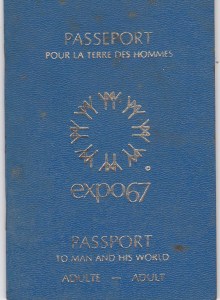 PASSEPORT
POUR LA TERRE DES HOMMES
expo67
PASSPORT
TO MAN AND HIS WORLD
ADULTE — ADULT